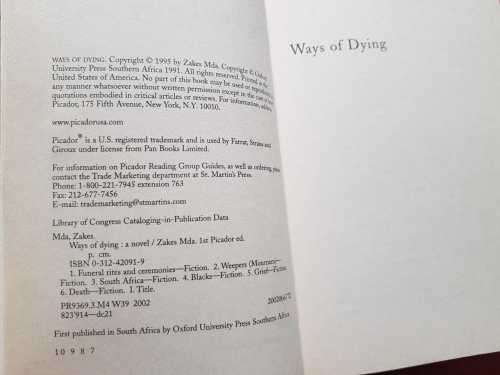 WAYS OF DYING. Copyright © 1995 by Zakes Mda. Copyright © Oxford
University Press Southern Africa 1991. All rights reserved. Printed in the
United States of America. No part of this book may be used or reproduced in
any manner whatsoever without written permission except in the case of brief
quotations embodied in critical articles or reviews. For information, address
Picador, 175 Fifth Avenue, New York, N.Y. 10010.
www.picadorusa.com
Picador® is a U.S. registered trademark and is used by Farrar, Straus and
Giroux under license from Pan Books Limited.
For information on Picador Reading Group Guides, as well as ordering, please
contact the Trade Marketing department at St. Martin's Press.
Phone: 1-800-221-7945 extension 763
Fax: 212-677-7456
E-mail: trademarketing@stmartins.com
Library of Congress Cataloging-in-Publication Data
Mda, Zakes.
Ways of dying : a novel / Zakes Mda. 1st Picador ed.
p. cm.
ISBN 0-312-42091-9
1. Funeral rites and ceremonies—Fiction. 2. Weepers (Mourners)—
Fiction. 3. South Africa—Fiction. 4. Blacks—Fiction. 5. Grief—Fiction.
6. Death—Fiction. I. Title.
PR9369.3.M4 W39 2002
823'914—dc21
First published in South Africa by Oxford University Press Southern Africa
10 9 8 7
Ways of Dying